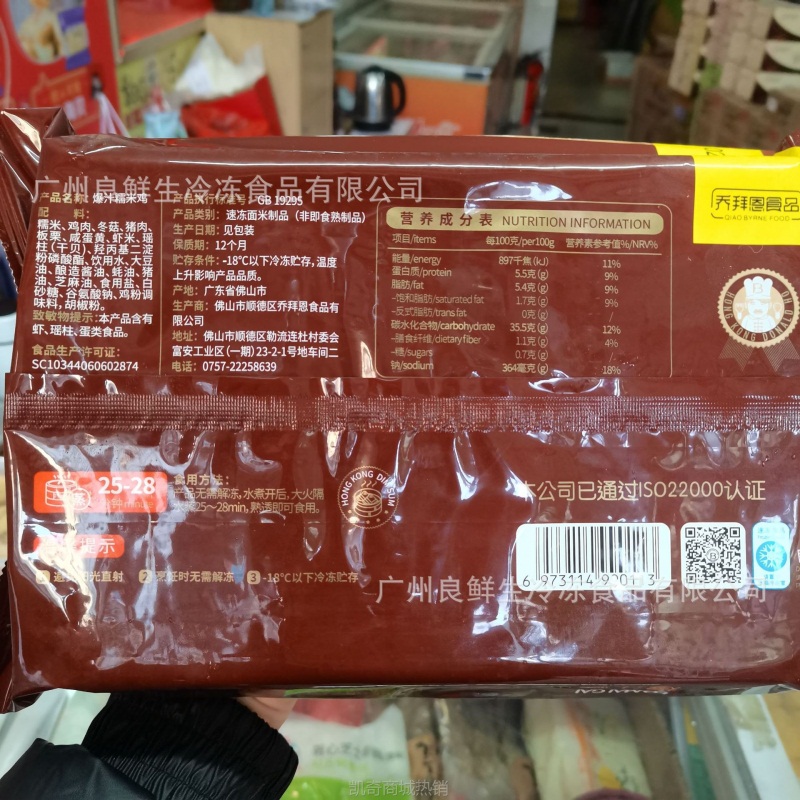 广州良鲜生冷冻食品有限公司
产品名称：爆汁糯米鸡
配 料：
糯米、鸡肉、冬菇、猪肉、
板栗、咸蛋黄、虾米、瑶
柱（干贝）、羟丙基二淀
粉磷酸酯、饮用水、大豆
油、酿造酱油、蚝油、猪
油、芝麻油、食用盐、白
砂糖、谷氨酸钠、鸡粉调
味料，胡椒粉。
致敏物提示：本产品含有
虾、瑶柱、蛋类食品。
食品生产许可证：
SC10344060602874
产品执行标准号：GB 19295
产品类别：速冻面米制品（非即食熟制品）
生产日期：见包装
保质期：12个月
贮存条件：-18℃以下冷冻贮存，温度
上升影响产品品质。
产地：广东省佛山市
生产商：佛山市顺德区乔拜恩食品有
限公司
地址：佛山市顺德区勒流连杜村委会
富安工业区(一期)23-2-1号地车间二
电话：0757-22258639
营养成分表 NUTRITION INFORMATION
项目/items 每100克/per100g 营养素参考值%/NRV%
能量/energy 897千焦(kJ) 11%
蛋白质/protein 5.5克(g) 9%
脂肪/fat 5.4克(g) 9%
-饱和脂肪/saturated fat 1.7克(g) 9%
-反式脂肪/trans fat 0克(g) /
碳水化合物/carbohydrate 35.5克(g) 12%
-膳食纤维/dietary fiber 1.1克(g) 4%
-糖/sugars 0.7克(g) /
钠/sodium 364毫克(g) 18%
乔拜恩食品
QIAO BAI'NE FOOD
25-28
食用方法：
产品无需解冻，水煮开后，大火隔
25～28min，熟透即可食用。
HONG KONG DIM SUM
本公司已通过ISO22000认证
提示
阳光直射 ② 烹饪时无需解冻 ③ -18℃以下冷冻贮存
6 973114 92001 3
广州良鲜生冷冻食品有限公司
凯奇商城热销